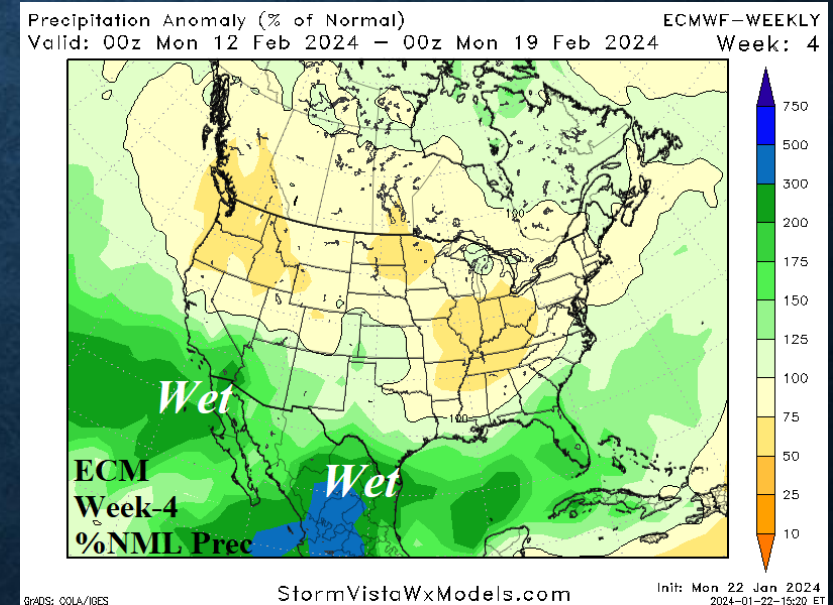 Precipitation Anomaly (% of Normal) ECMWF-WEEKLY
Valid: 00z Mon 12 Feb 2024 - 00z Mon 19 Feb 2024 Week: 4
750
500
300
200
175
150
125
100
75
50
25
10
100
Wet
100
Wet
ECM
Week-4
%NML Prec
GrADS: COLA/IGES
StormVistaWxModels.com
Init: Mon 22 Jan 2024
2024-01-22-15:20 ET